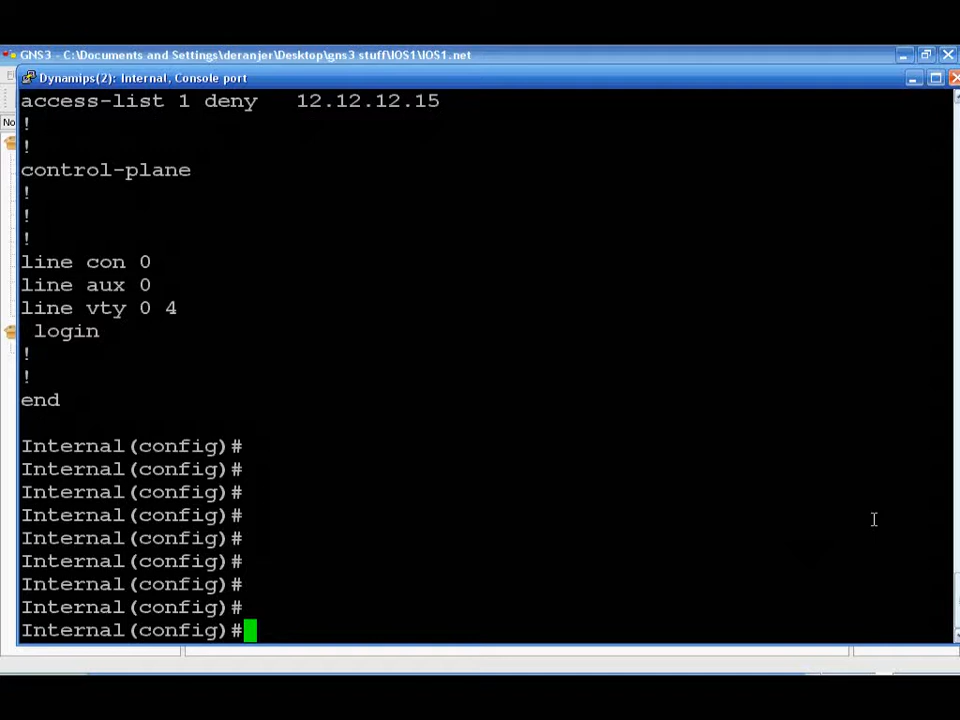 GNS3 - C:\Documents and Settings\deranjer\Desktop\gns3 stuff\IOS1\IOS1.net
Dynamips(2): Internal, Console port
No
access-list 1 deny   12.12.12.15
!
!
control-plane
!
!
!
line con 0
line aux 0
line vty 0 4
 login
!
!
end
Internal(config)#
Internal(config)#
Internal(config)#
Internal(config)#
Internal(config)#
Internal(config)#
Internal(config)#
Internal(config)#
Internal(config)#